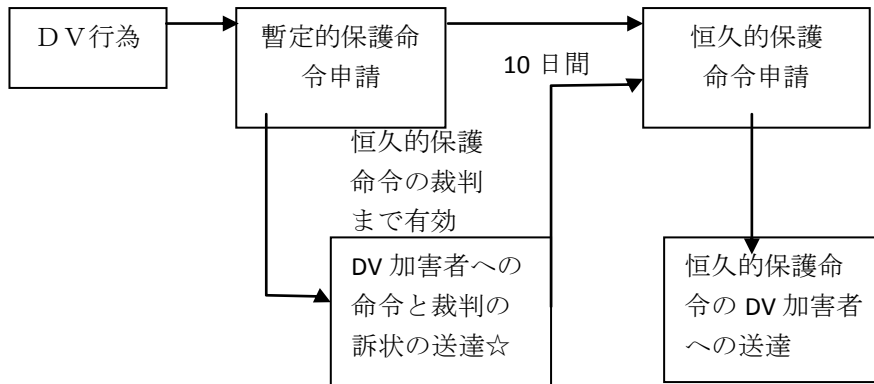 ＤＶ行為
暫定的保護命
令申請
10 日間
恒久的保護
命令申請
恒久的保護
命令の裁判
まで有効
DV 加害者への
命令と裁判の
訴状の送達☆
恒久的保護命
令の DV 加害者
への送達